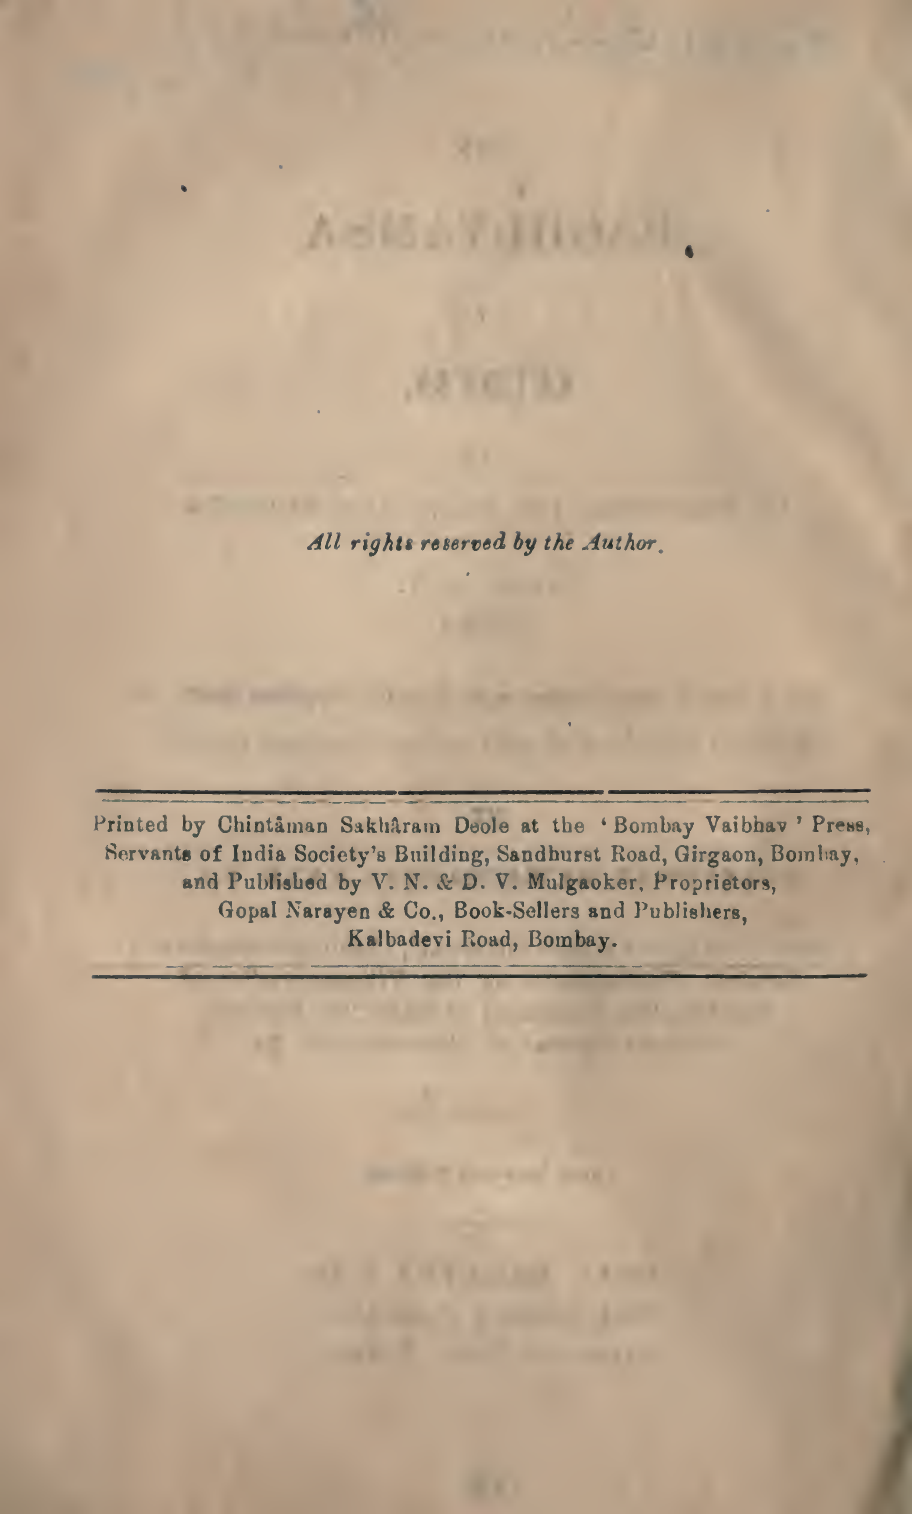 All rights reserved by the Author.
Printed by Chintâman Sakhâram Deole at the ‘ Bombay Vaibhav ’ Press,
Servants of India Society’s Building, Sandhurst Road, Girgaon, Bombay,
and Published by V. N. & D. V. Mulgaoker, Proprietors,
Gopal Narayen & Co., Book-Sellers and Publishers,
Kalbadevi Road, Bombay.